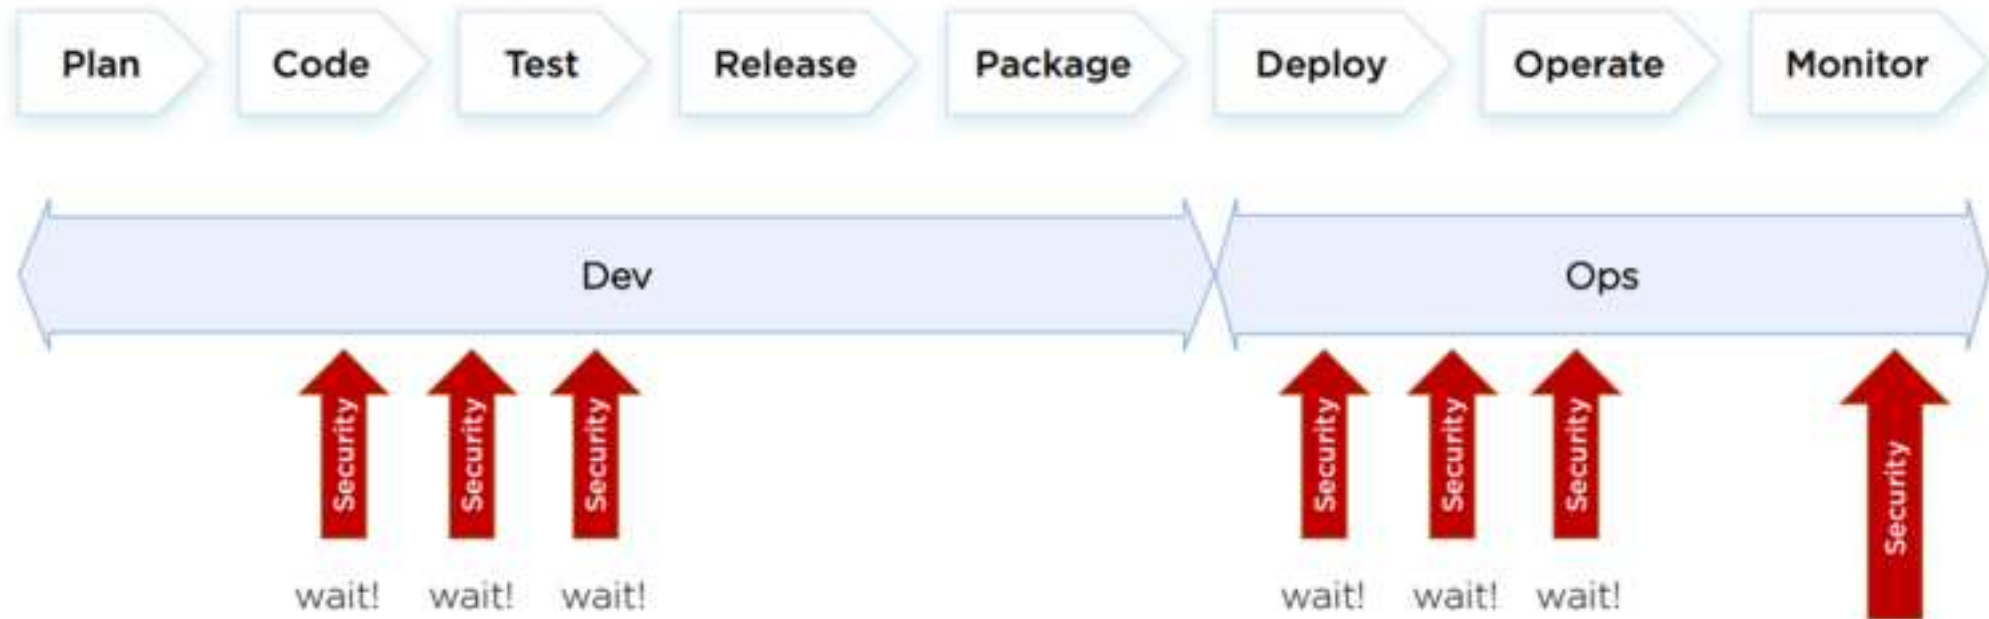 Plan Code Test Release Package Deploy Operate Monitor
Dev Ops
Security Security Security Security Security Security Security
wait! wait! wait! wait! wait! wait!